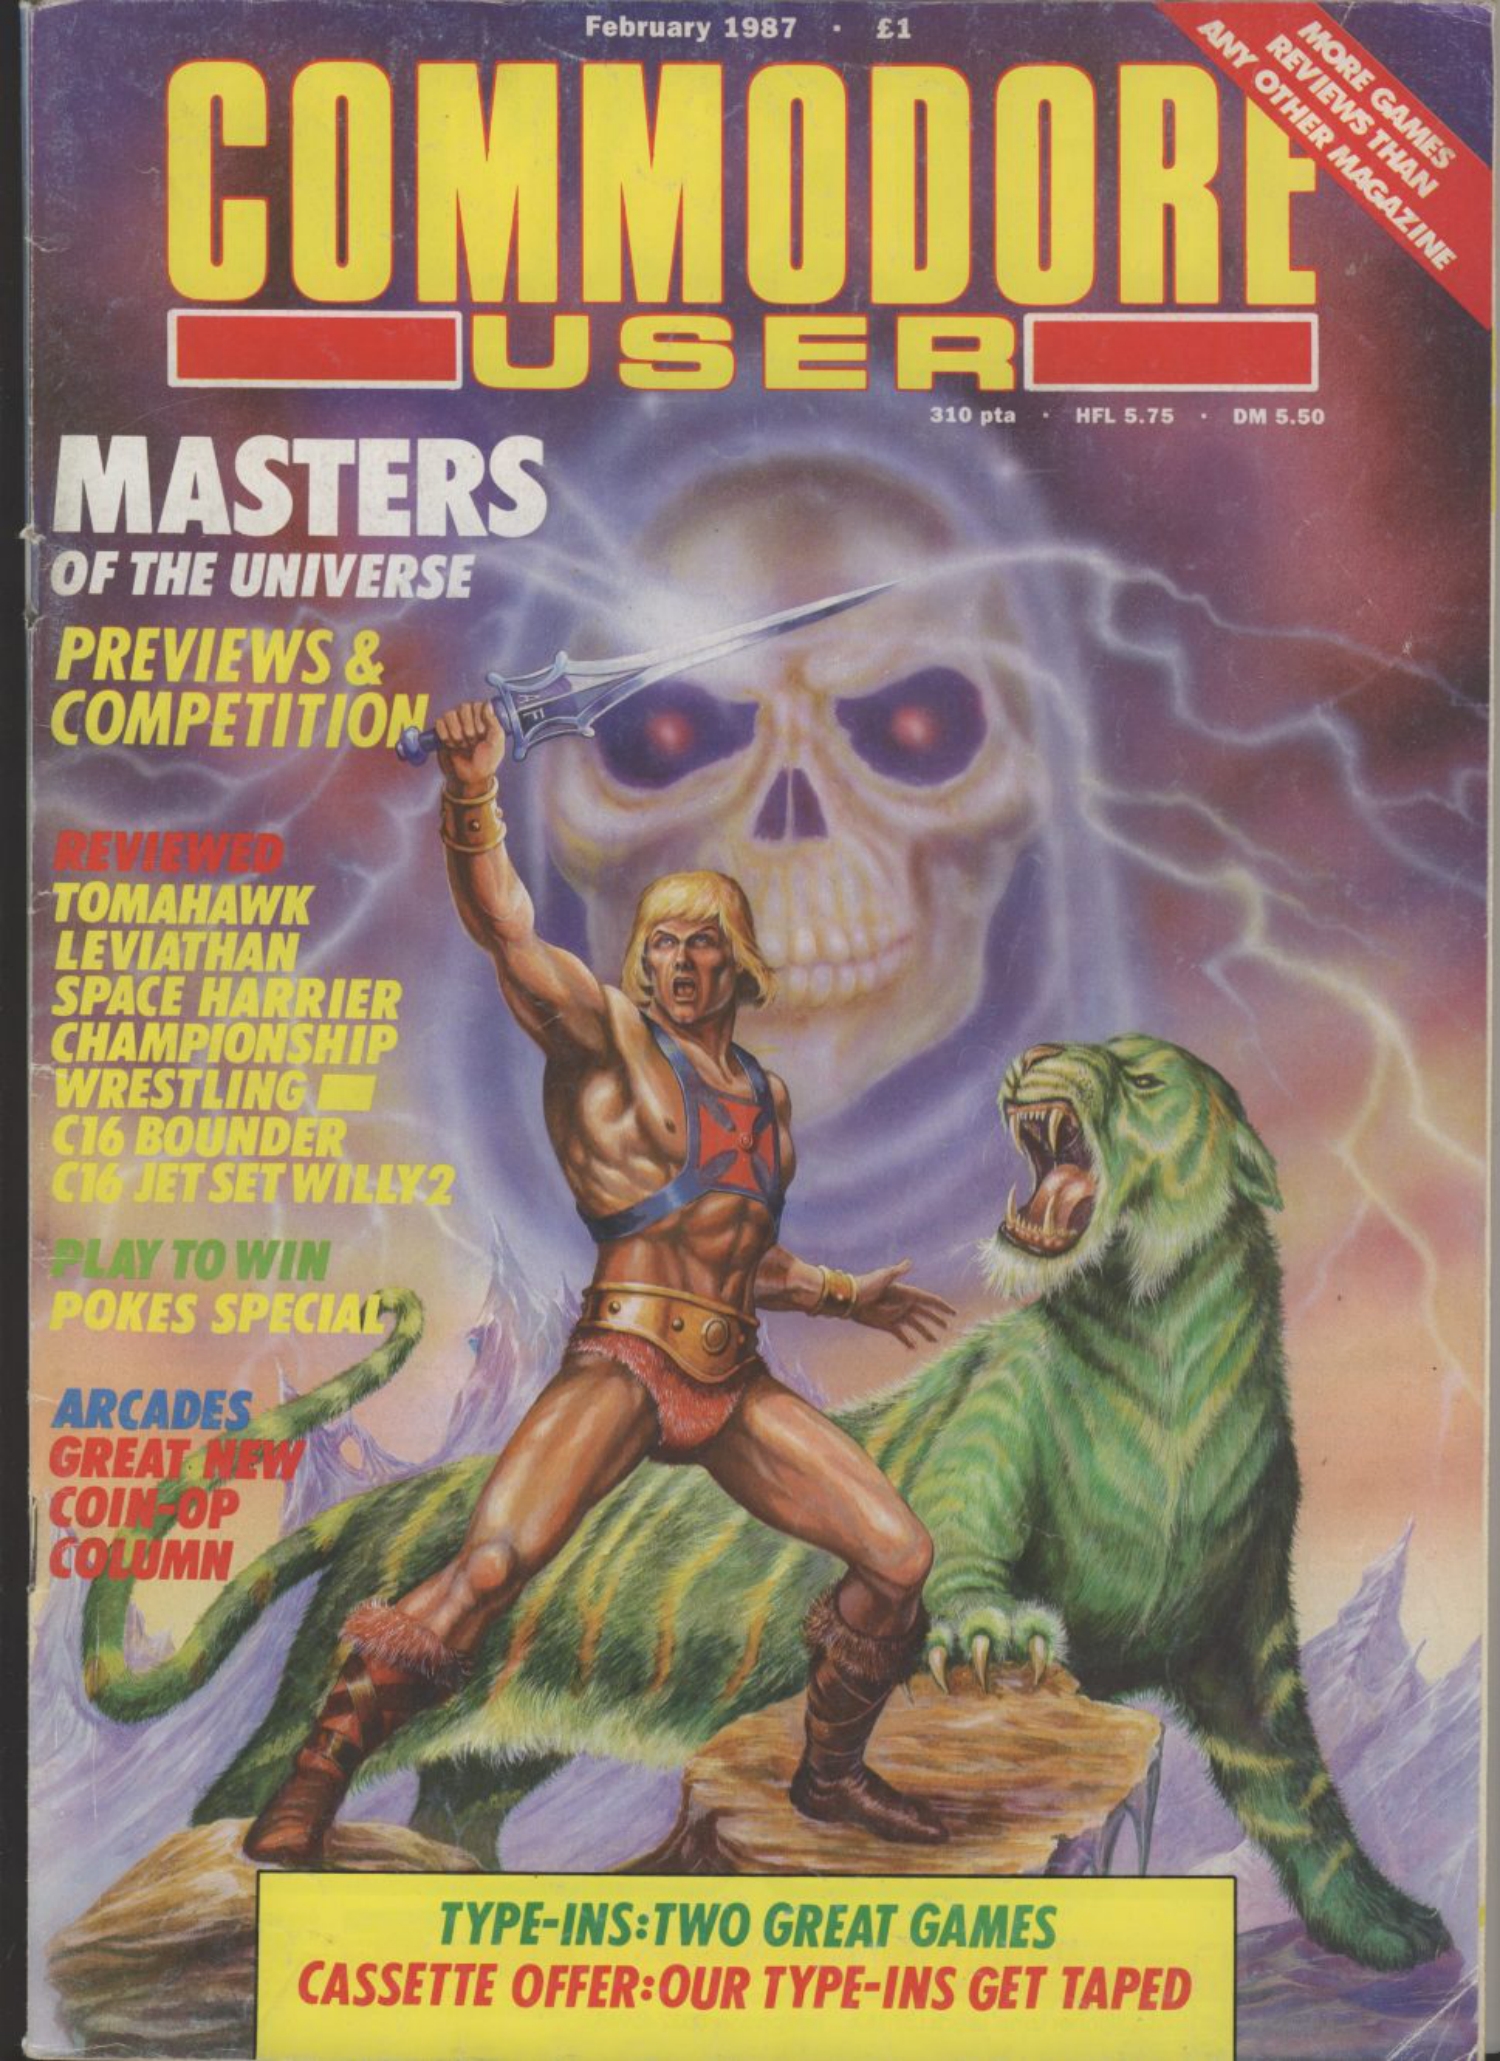 February 1987 · £1
MORE GAMES
REVIEWS THAN
ANY OTHER MAGAZINE
COMMODORE
USER
310 pta · HFL 5.75 · DM 5.50
MASTERS
OF THE UNIVERSE
PREVIEWS &
COMPETITION
REVIEWED
TOMAHAWK
LEVIATHAN
SPACE HARRIER
CHAMPIONSHIP
WRESTLING
C16 BOUNDER
C16 JET SET WILLY 2
PLAY TO WIN
POKES SPECIAL
ARCADES
GREAT NEW
COIN-OP
COLUMN
TYPE-INS:TWO GREAT GAMES
CASSETTE OFFER:OUR TYPE-INS GET TAPED